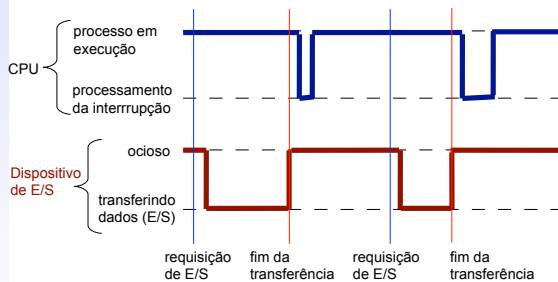 processo em
execução
CPU
processamento
da interrrupção
ocioso
Dispositivo
de E/S
transferindo
dados (E/S)
requisição
de E/S
fim da
transferência
requisição
de E/S
fim da
transferência